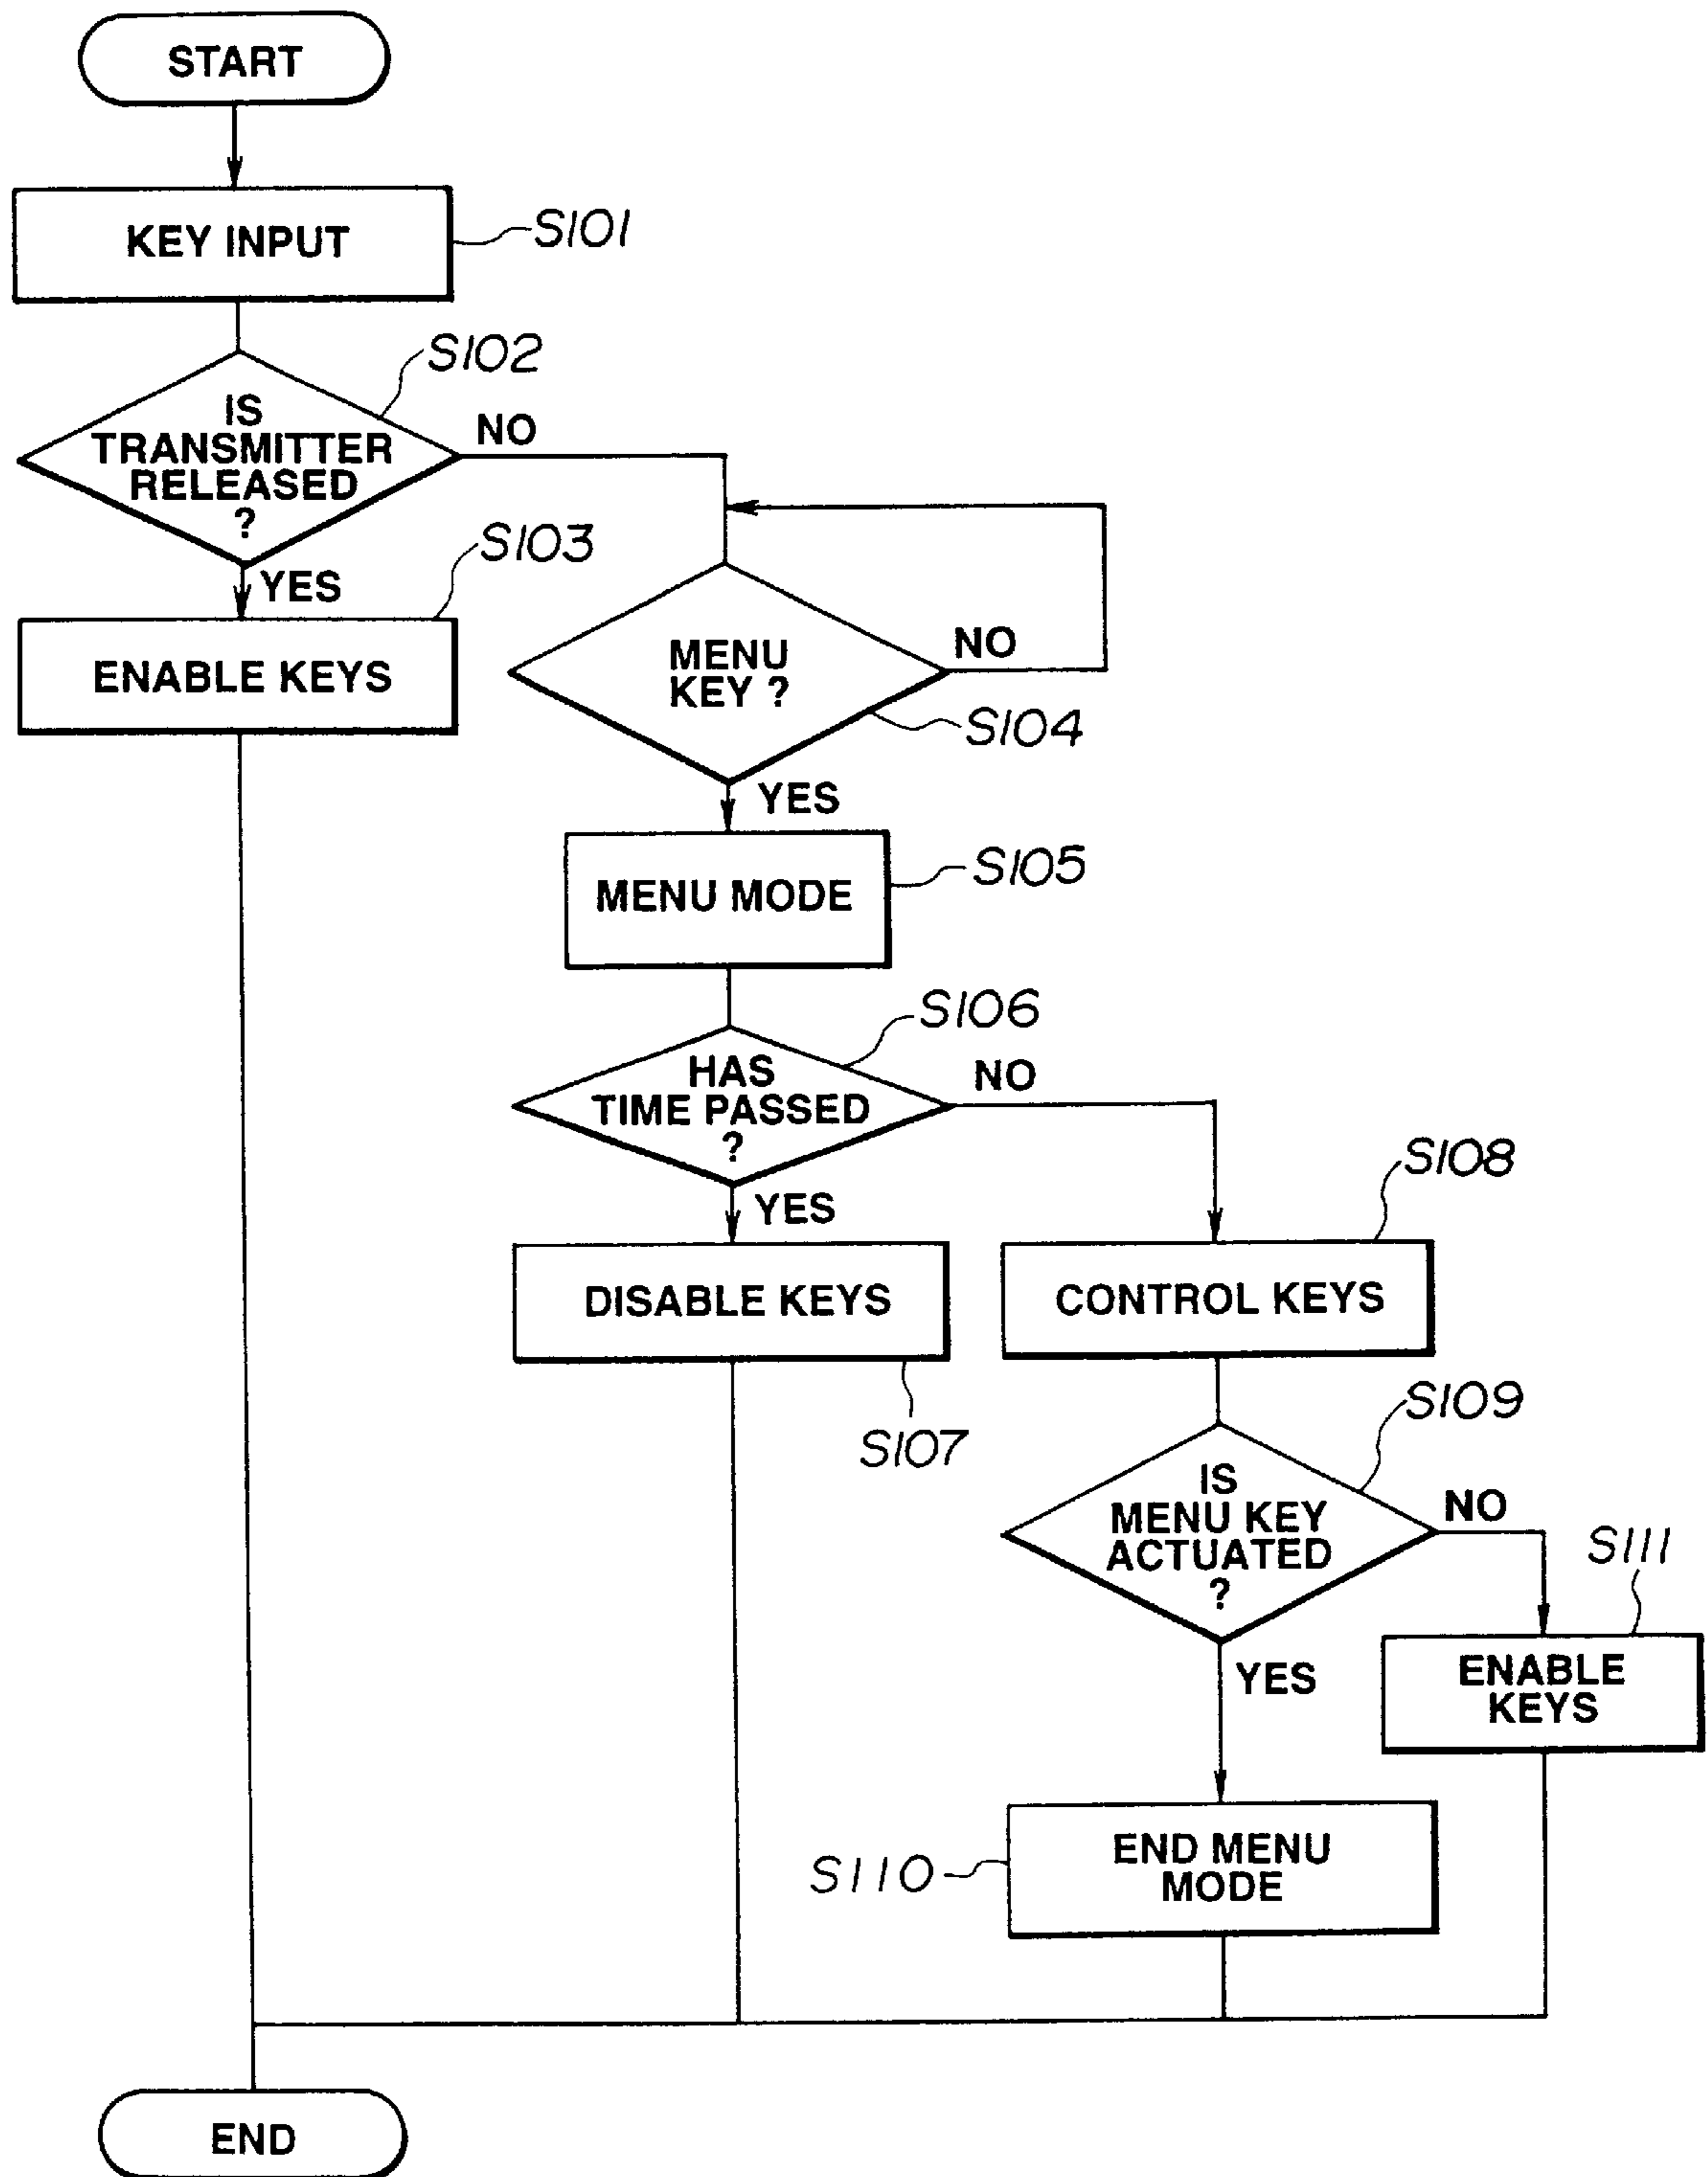 START
KEY INPUT
S101
S102
IS
TRANSMITTER
RELEASED
?
NO
YES
S103
ENABLE KEYS
MENU
KEY ?
NO
S104
YES
MENU MODE
S105
S106
HAS
TIME PASSED
?
NO
YES
DISABLE KEYS
S107
S108
CONTROL KEYS
S109
IS
MENU KEY
ACTUATED
?
NO
YES
S111
ENABLE
KEYS
S110
END MENU
MODE
END